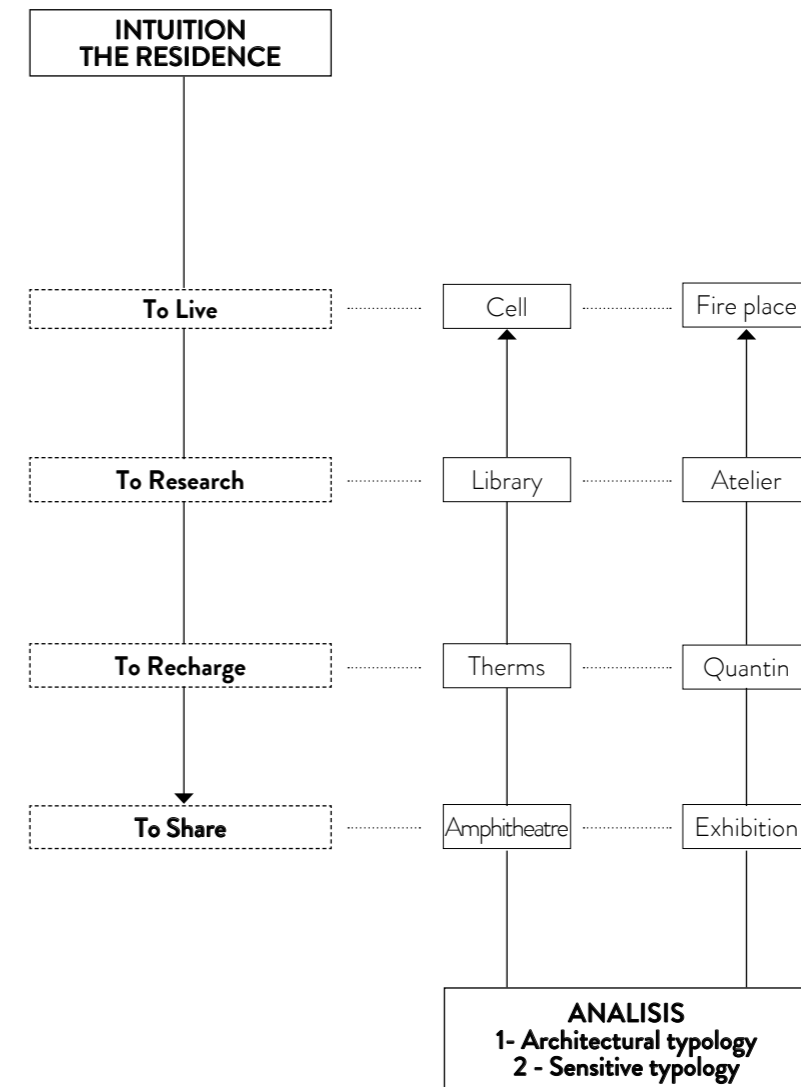 INTUITION
THE RESIDENCE
To Live
Cell
Fire place
To Research
Library
Atelier
To Recharge
Therms
Quantin
To Share
Amphitheatre
Exhibition
ANALISIS
1- Architectural typology
2 - Sensitive typology